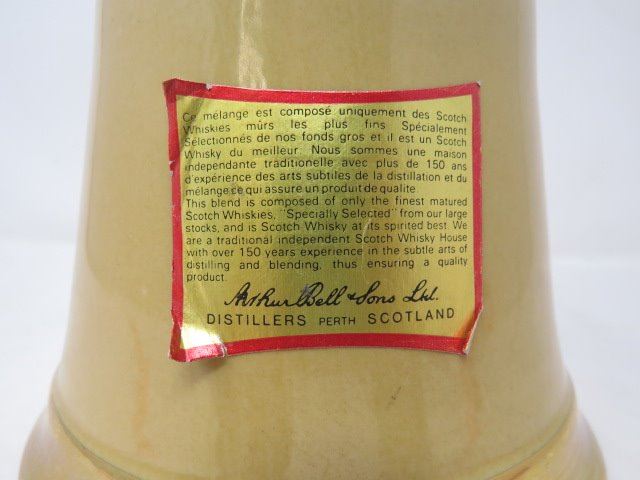 Ce mélange est composé uniquement des Scotch
Whiskies mûrs les plus fins Spécialement
Sélectionnés de nos fonds gros et il est un Scotch
Whisky du meilleur. Nous sommes une maison
independante traditionelle avec plus de 150 ans
d'expérience des arts subtiles de la distillation et du
mélange ce qui assure un produit de qualite.
This blend is composed of only the finest matured
Scotch Whiskies, "Specially Selected" from our large
stocks, and is Scotch Whisky at its spirited best. We
are a traditional independent Scotch Whisky House
with over 150 years experience in the subtle arts of
distilling and blending, thus ensuring a quality
product.
Arthur Bell & Sons Ltd.
DISTILLERS PERTH SCOTLAND